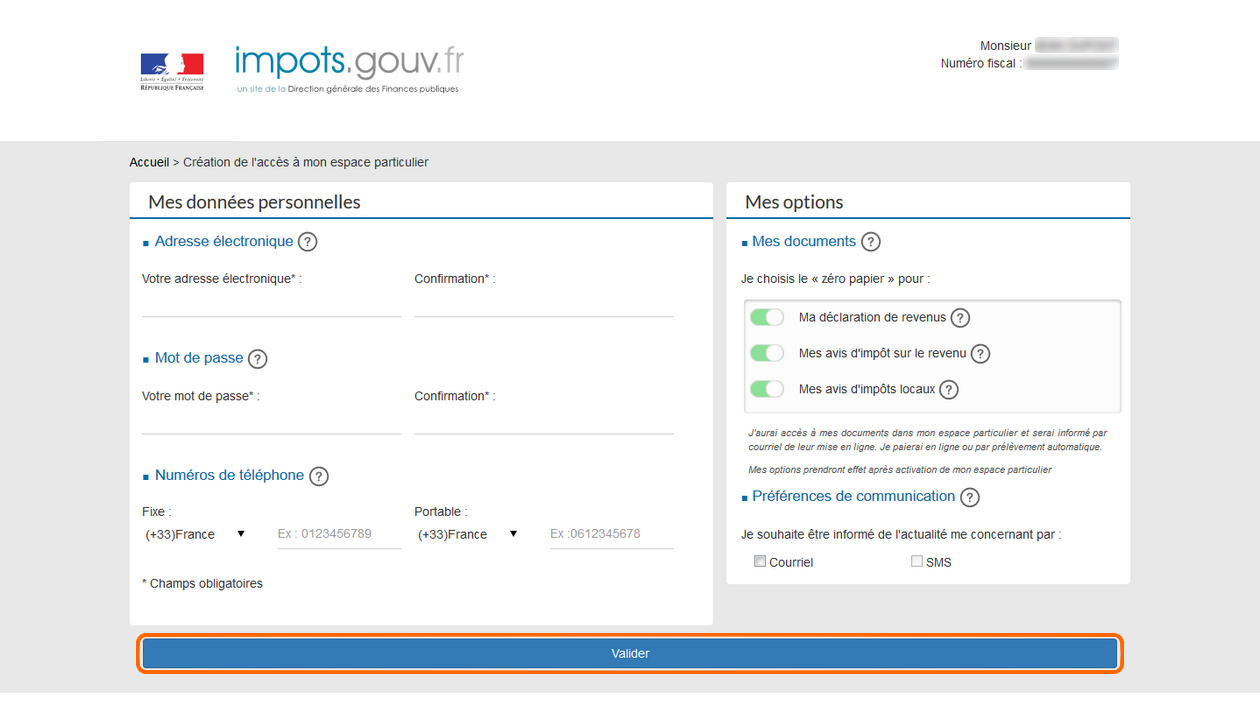 Liberté • Égalité • Fraternité
RÉPUBLIQUE FRANÇAISE
impots.gouv.fr
un site de la Direction générale des Finances publiques
Monsieur
Numéro fiscal :
Accueil > Création de l'accès à mon espace particulier
Mes données personnelles
Adresse électronique ?
Votre adresse électronique* :
Confirmation* :
Mot de passe ?
Votre mot de passe* :
Confirmation* :
Numéros de téléphone ?
Fixe :
Portable :
(+33)France ▼ Ex : 0123456789
(+33)France ▼ Ex :0612345678
* Champs obligatoires
Mes options
Mes documents ?
Je choisis le « zéro papier » pour :
Ma déclaration de revenus ?
Mes avis d'impôt sur le revenu ?
Mes avis d'impôts locaux ?
J'aurai accès à mes documents dans mon espace particulier et serai informé par
courriel de leur mise en ligne. Je paierai en ligne ou par prélèvement automatique.
Mes options prendront effet après activation de mon espace particulier
Préférences de communication ?
Je souhaite être informé de l'actualité me concernant par :
Courriel
SMS
Valider